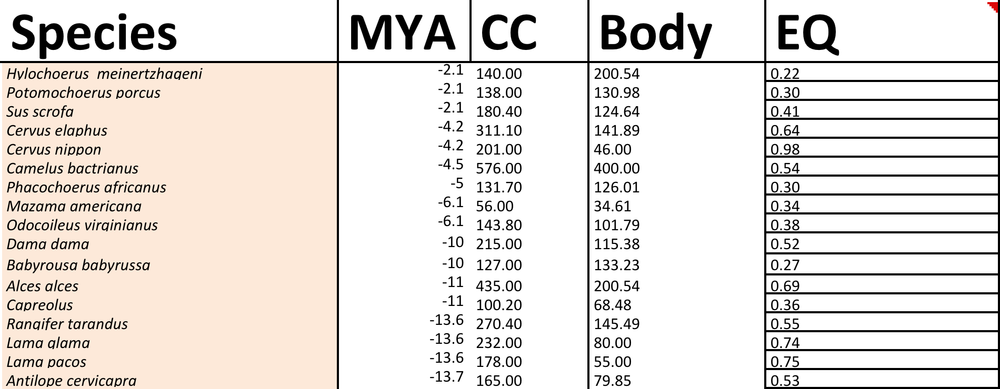 Species MYA CC Body EQ
Hylochoerus  meinertzhageni -2.1 140.00 200.54 0.22
Potomochoerus porcus -2.1 138.00 130.98 0.30
Sus scrofa -2.1 180.40 124.64 0.41
Cervus elaphus -4.2 311.10 141.89 0.64
Cervus nippon -4.2 201.00 46.00 0.98
Camelus bactrianus -4.5 576.00 400.00 0.54
Phacochoerus africanus -5 131.70 126.01 0.30
Mazama americana -6.1 56.00 34.61 0.34
Odocoileus virginianus -6.1 143.80 101.79 0.38
Dama dama -10 215.00 115.38 0.52
Babyrousa babyrussa -10 127.00 133.23 0.27
Alces alces -11 435.00 200.54 0.69
Capreolus -11 100.20 68.48 0.36
Rangifer tarandus -13.6 270.40 145.49 0.55
Lama glama -13.6 232.00 80.00 0.74
Lama pacos -13.6 178.00 55.00 0.75
Antilope cervicapra -13.7 165.00 79.85 0.53